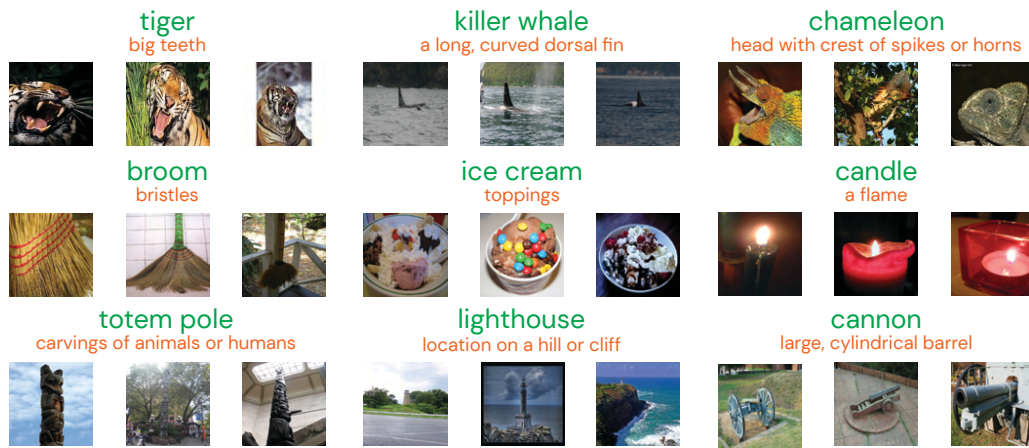 tiger
big teeth
killer whale
a long, curved dorsal fin
chameleon
head with crest of spikes or horns
broom
bristles
ice cream
toppings
candle
a flame
totem pole
carvings of animals or humans
lighthouse
location on a hill or cliff
cannon
large, cylindrical barrel